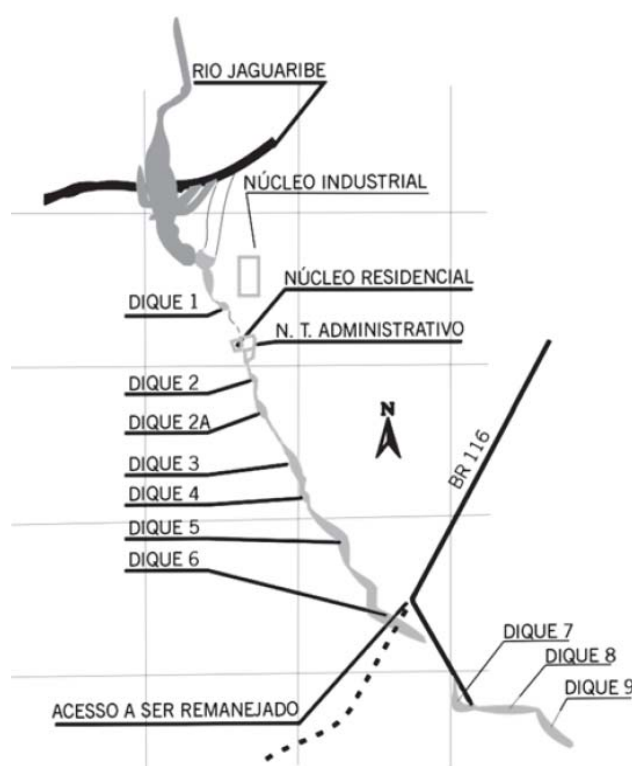 RIO JAGUARIBE
NÚCLEO INDUSTRIAL
NÚCLEO RESIDENCIAL
DIQUE 1
N. T. ADMINISTRATIVO
DIQUE 2
N
DIQUE 2A
BR 116
DIQUE 3
DIQUE 4
DIQUE 5
DIQUE 6
DIQUE 7
DIQUE 8
DIQUE 9
ACESSO A SER REMANEJADO